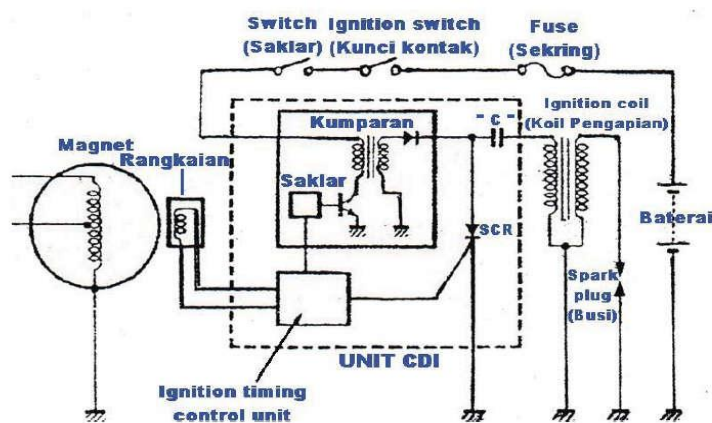 Switch Ignition switch Fuse
(Saklar) (Kunci kontak) (Sekring)
Magnet
Rangkaian
Kumparan
Saklar
" C "
Ignition coil
(Koil Pengapian)
SCR
Baterai
Spark
plug
(Busi)
UNIT CDI
Ignition timing
control unit